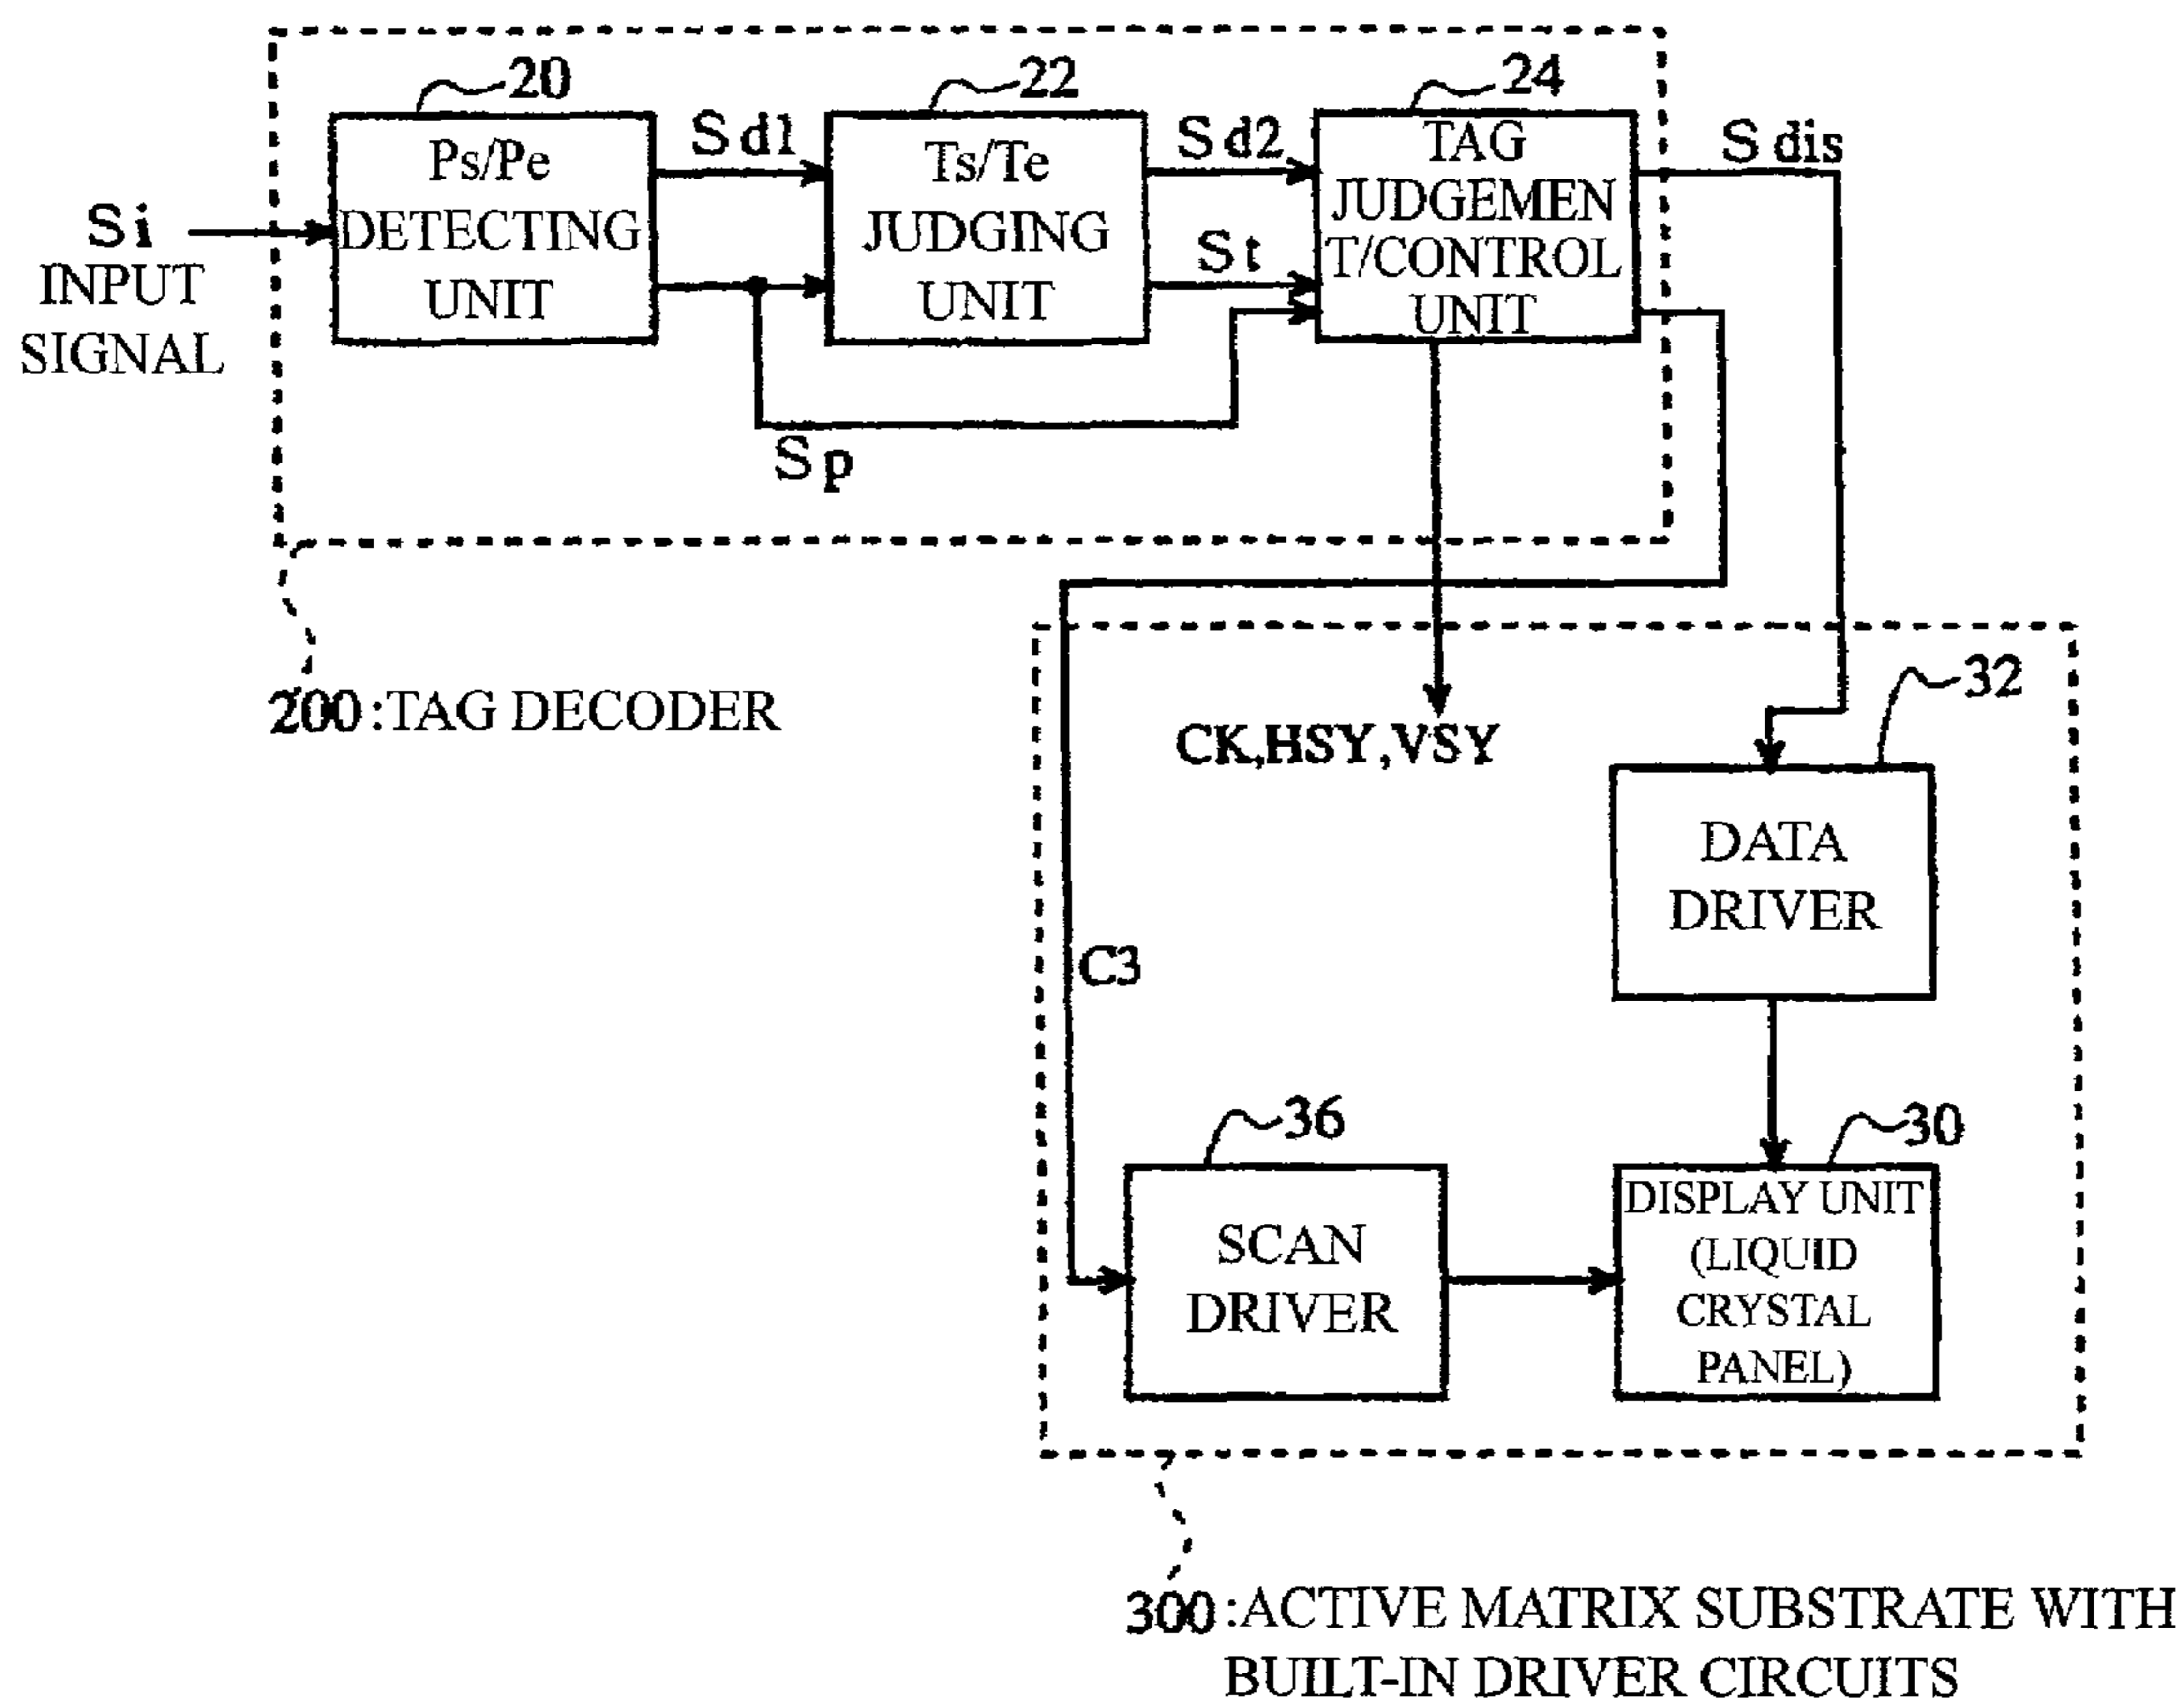 20
22
24
Ps/Pe
DETECTING
UNIT
Sd1
Ts/Te
JUDGING
UNIT
Sd2
St
TAG
JUDGEMEN
T/CONTROL
UNIT
Sdis
Si
INPUT
SIGNAL
Sp
200:TAG DECODER
CK,HSY,VSY
32
DATA
DRIVER
C3
36
SCAN
DRIVER
30
DISPLAY UNIT
(LIQUID
CRYSTAL
PANEL)
300:ACTIVE MATRIX SUBSTRATE WITH
BUILT-IN DRIVER CIRCUITS